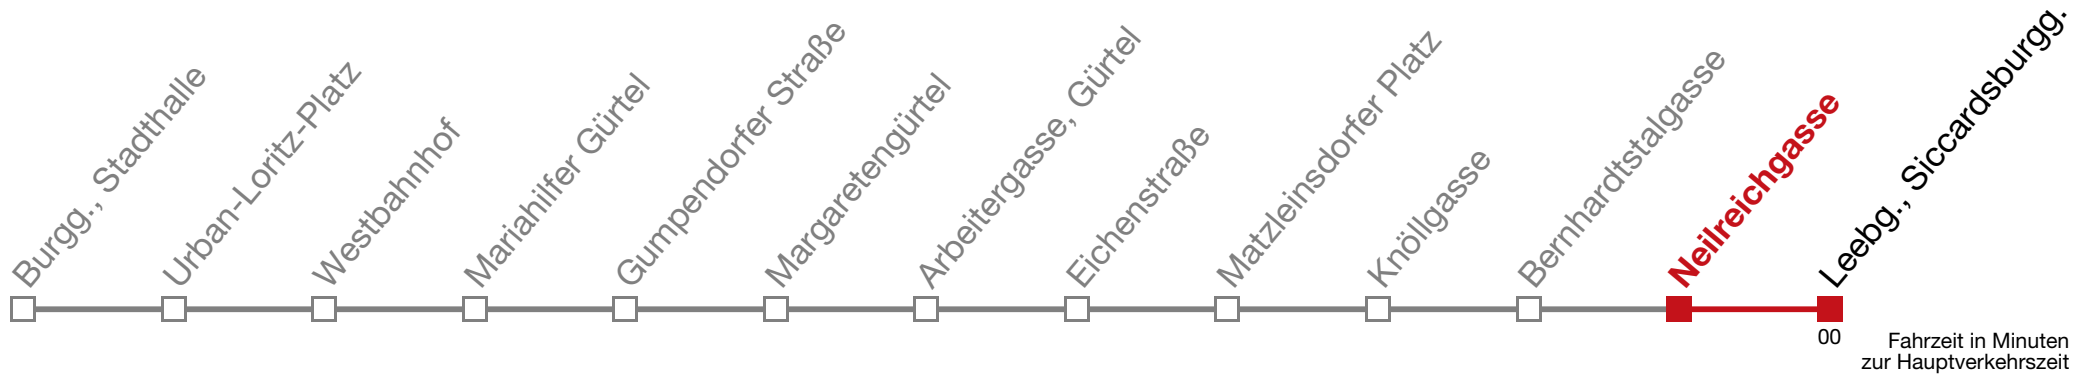 Burgg., Stadthalle
Urban-Loritz-Platz
Westbahnhof
Mariahilfer Gürtel
Gumpendorfer Straße
Margaretengürtel
Arbeitergasse, Gürtel
Eichenstraße
Matzleinsdorfer Platz
Knöllgasse
Bernhardtstalgasse
Neilreichgasse
Leebg., Siccardsburgg.
00
Fahrzeit in Minuten
zur Hauptverkehrszeit